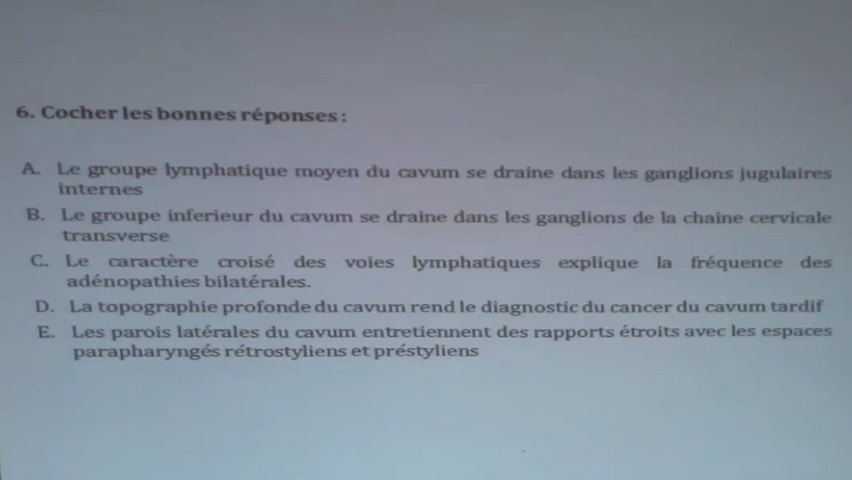 6. Cocher les bonnes réponses :
A. Le groupe lymphatique moyen du cavum se draine dans les ganglions jugulaires
internes
B. Le groupe inferieur du cavum se draine dans les ganglions de la chaine cervicale
transverse
C. Le caractère croisé des voies lymphatiques explique la fréquence des
adénopathies bilatérales.
D. La topographie profonde du cavum rend le diagnostic du cancer du cavum tardif
E. Les parois latérales du cavum entretiennent des rapports étroits avec les espaces
parapharyngés rétrostyliens et préstyliens